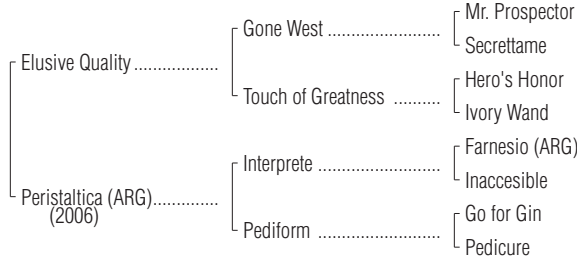 Mr. Prospector
Gone West ......................
Secrettame
Elusive Quality .................
Hero's Honor
Touch of Greatness .........
Ivory Wand
Farnesio (ARG)
Interprete ........................
Inaccesible
Peristaltica (ARG).............
(2006)
Go for Gin
Pediform ........................
Pedicure